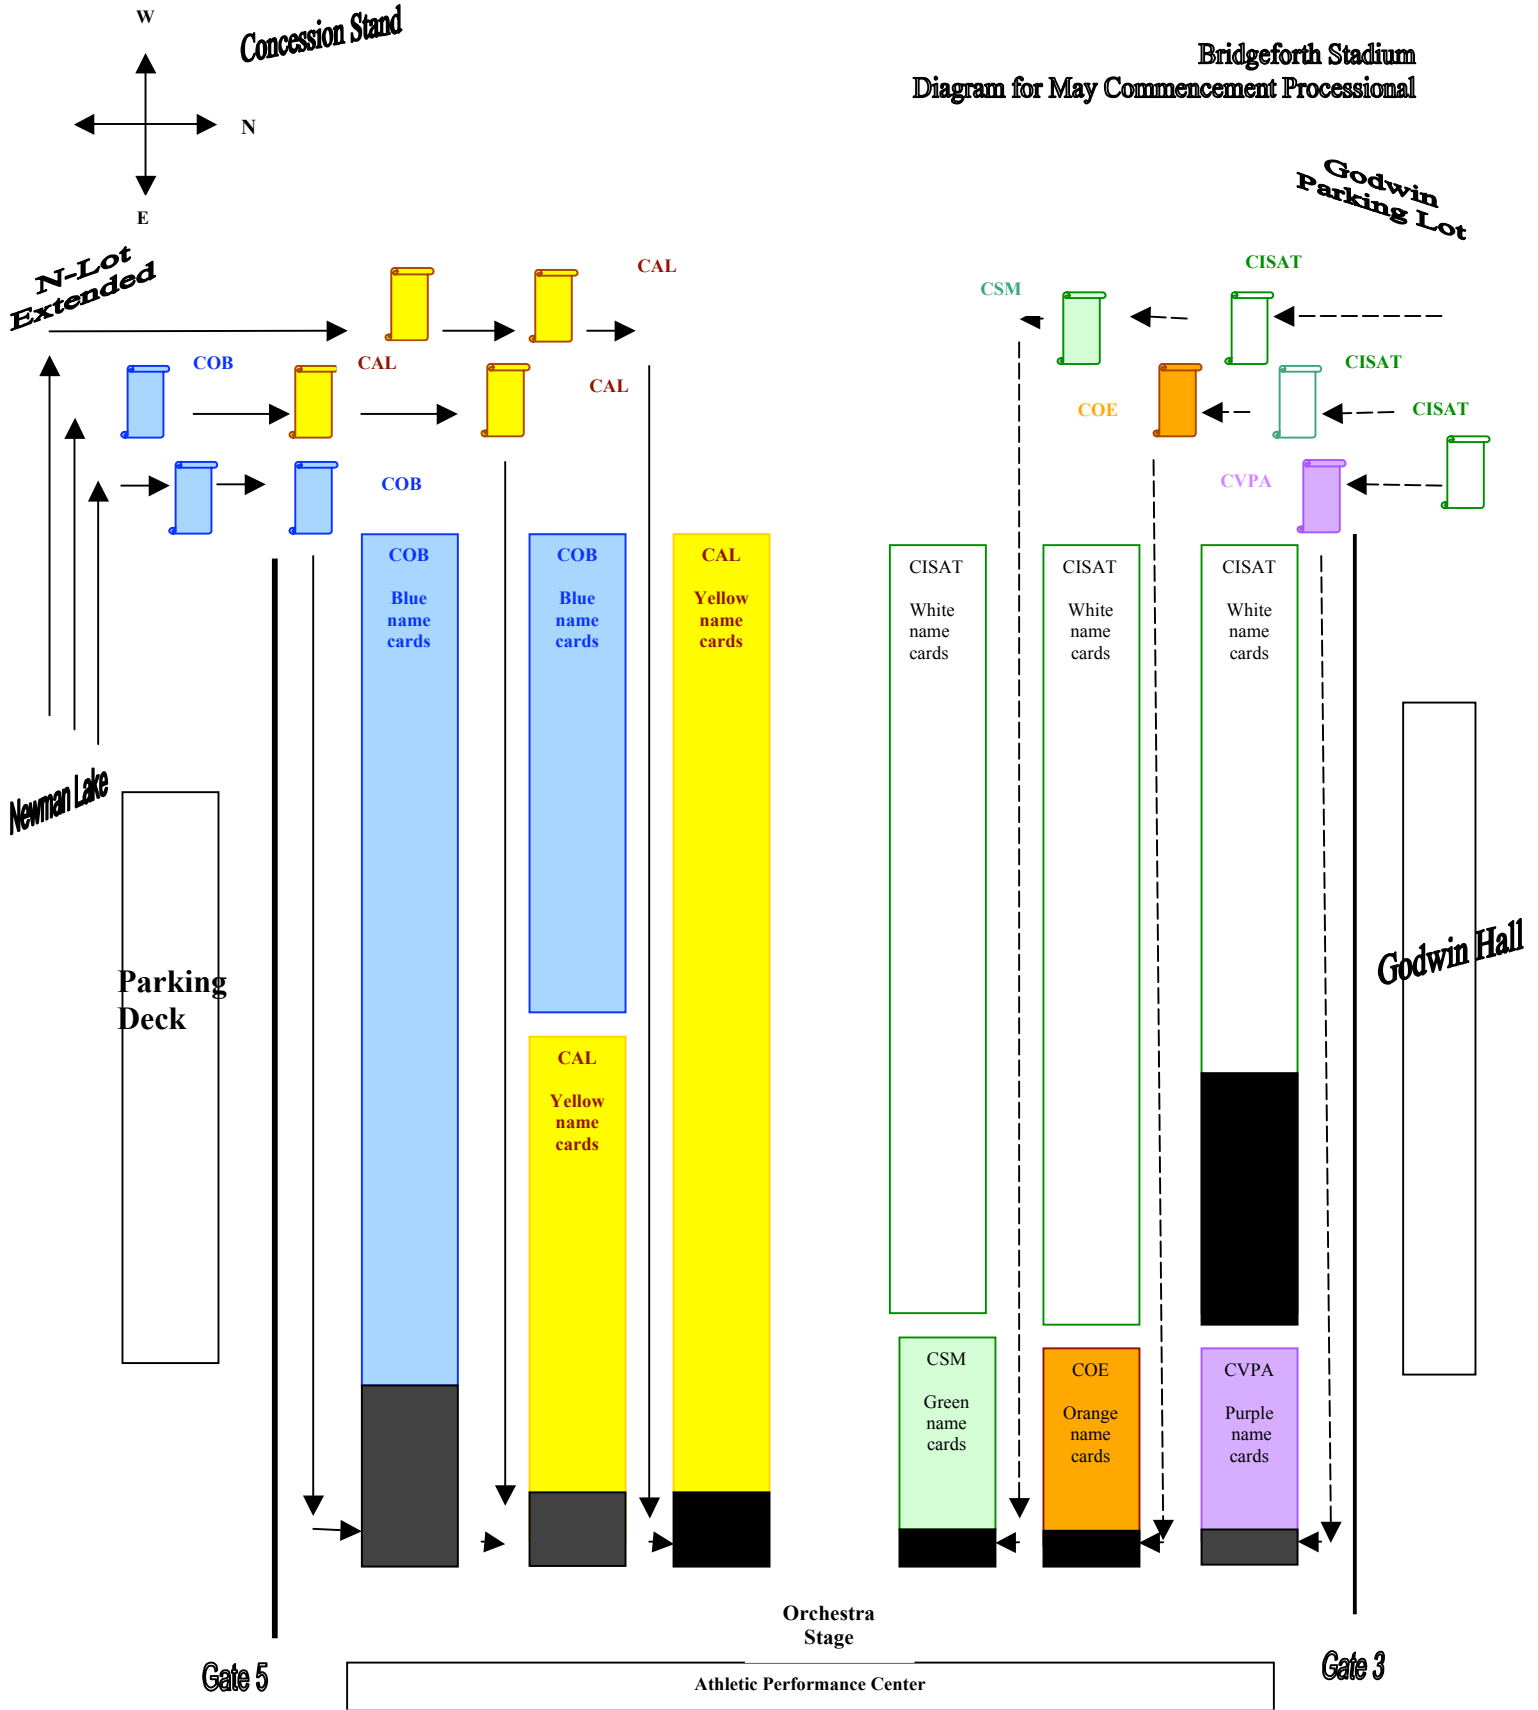 W
Concession Stand
Bridgeforth Stadium
Diagram for May Commencement Processional
N
E
Godwin
Parking Lot
N-Lot
Extended
CAL
CISAT
CSM
COB
CAL
CAL
CISAT
COE
CISAT
COB
CVPA
COB
Blue
name
cards
COB
Blue
name
cards
CAL
Yellow
name
cards
CISAT
White
name
cards
CISAT
White
name
cards
CISAT
White
name
cards
Newman Lake
Parking
Deck
Godwin Hall
CAL
Yellow
name
cards
CSM
Green
name
cards
COE
Orange
name
cards
CVPA
Purple
name
cards
Orchestra
Stage
Gate 5
Gate 3
Athletic Performance Center